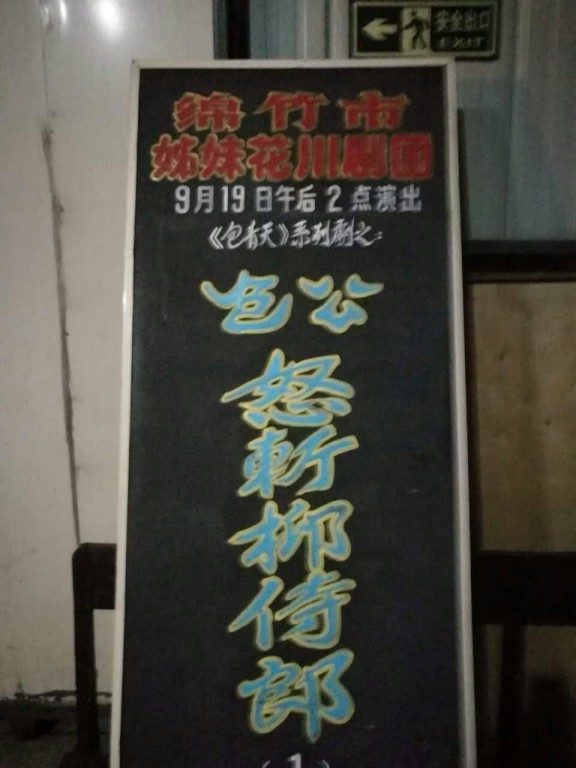 安全出口
EXIT
绵竹市
姊妹花川剧团
9月19日午后2点演出
《包青天》系列剧之二
包公
怒斩柳侍郎
(1)